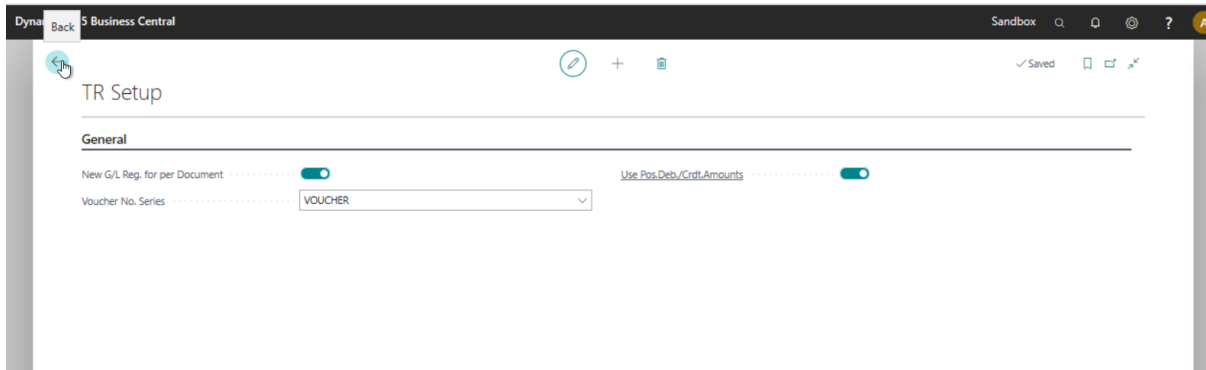 Dyna
Back
5 Business Central
Sandbox
?
Saved
TR Setup
General
New G/L Reg. for per Document
Use Pos.Deb./Crdt.Amounts
Voucher No. Series
VOUCHER